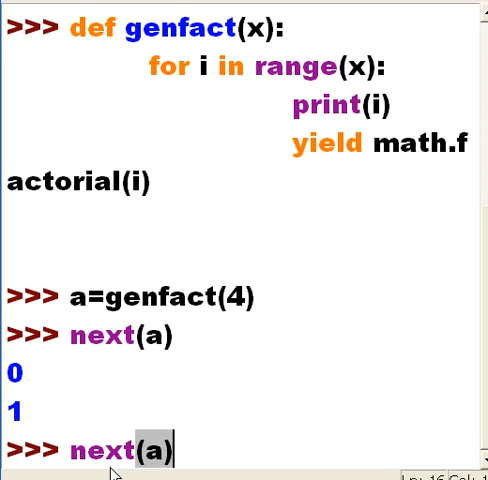 >>> def genfact(x):
for i in range(x):
print(i)
yield math.f
actorial(i)
>>> a=genfact(4)
>>> next(a)
0
1
>>> next(a)